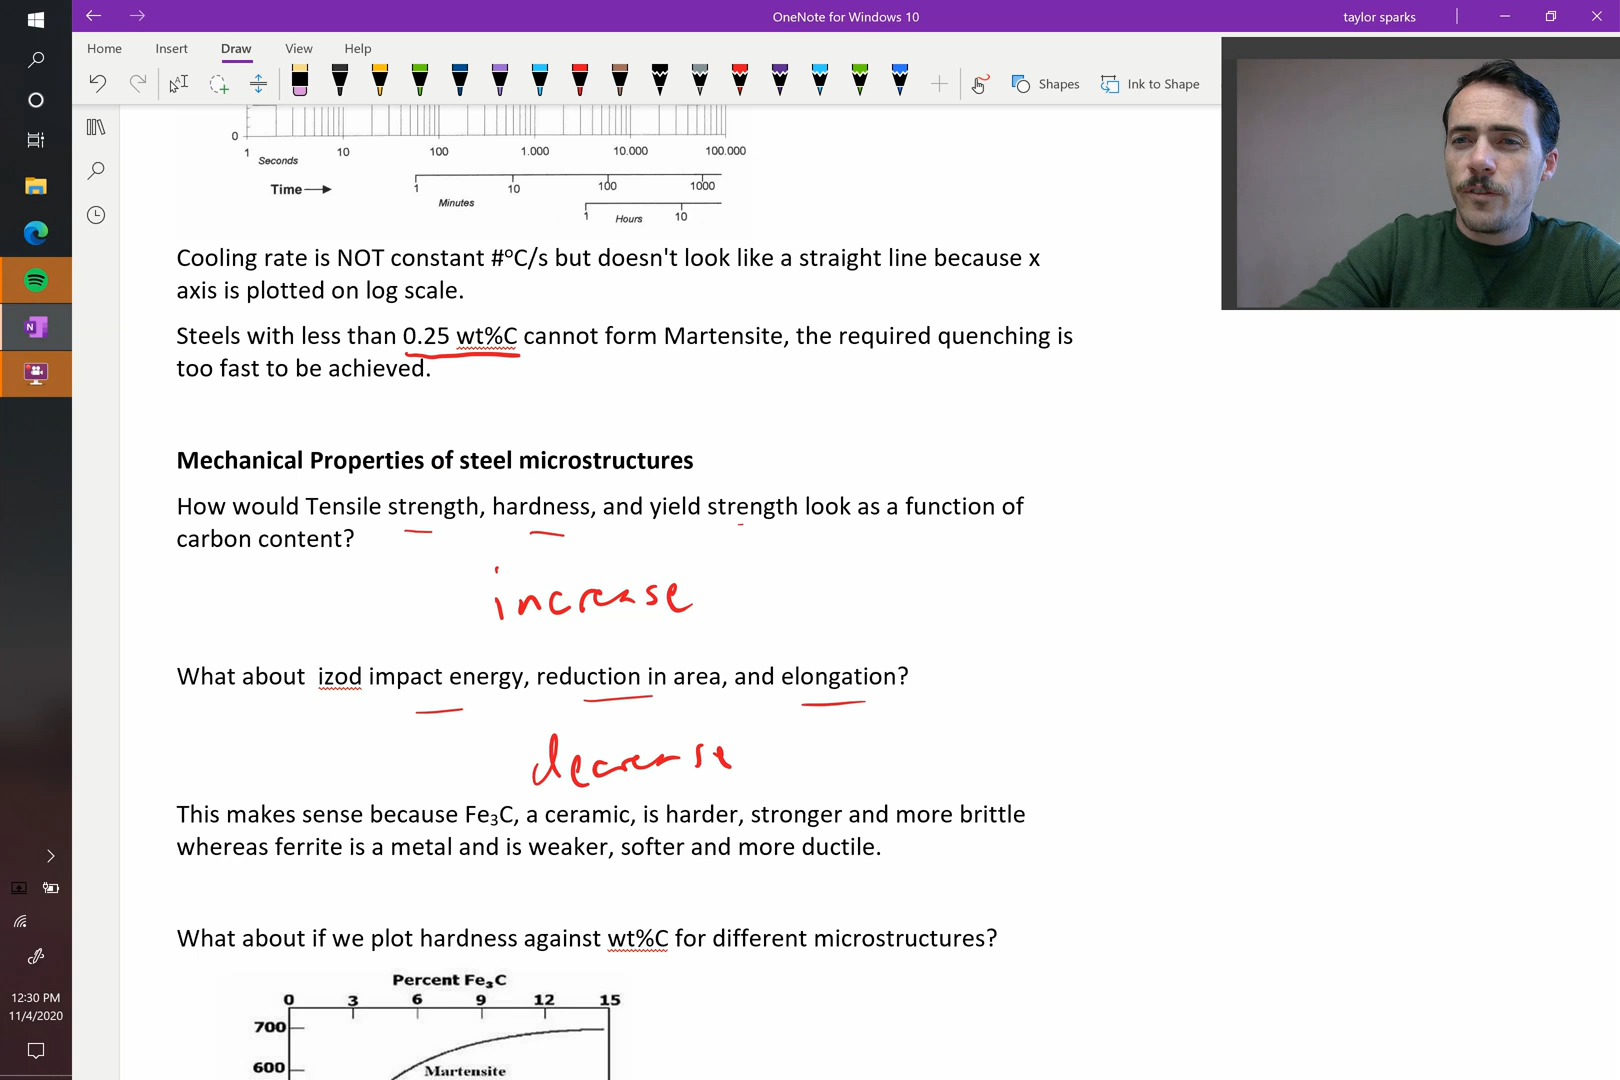 OneNote for Windows 10
taylor sparks
Home Insert Draw View Help
Shapes
Ink to Shape
0
1 10 100 1.000 10.000 100.000
Seconds
Time
1 10 100 1000
Minutes
1 10
Hours
Cooling rate is NOT constant #°C/s but doesn't look like a straight line because x
axis is plotted on log scale.
Steels with less than 0.25 wt%C cannot form Martensite, the required quenching is
too fast to be achieved.
Mechanical Properties of steel microstructures
How would Tensile strength, hardness, and yield strength look as a function of
carbon content?
increase
What about izod impact energy, reduction in area, and elongation?
decrease
This makes sense because Fe₃C, a ceramic, is harder, stronger and more brittle
whereas ferrite is a metal and is weaker, softer and more ductile.
What about if we plot hardness against wt%C for different microstructures?
Percent Fe₃C
0 3 6 9 12 15
700
600
Martensite
12:30 PM
11/4/2020